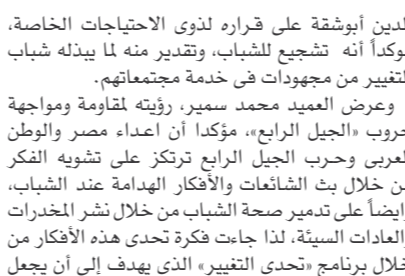 لدين أبوشقة على قراره لذوى الاحتياجات الخاصة،
ؤكداً أنه تشجيع للشباب، وتقدير منه لما يبذله شباب
لتغيير من مجهودات فى خدمة مجتمعاتهم.
وعرض العميد محمد سمير، رؤيته لمقاومة ومواجهة
حروب «الجيل الرابع»، مؤكدا أن اعداء مصر والوطن
لعربى وحرب الجيل الرابع ترتكز على تشويه الفكر
ن خلال بث الشائعات والأفكار الهدامة عند الشباب،
وايضاً على تدمير صحة الشباب من خلال نشر المخدرات
والعادات السيئة، لذا جاءت فكرة تحدى هذه الأفكار من
خلال برنامج «تحدى التغيير» الذى يهدف إلى أن يجعل